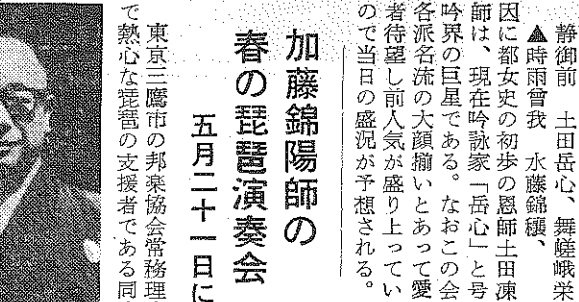 静御前　土田岳心、舞嵯峨栄
▲時雨曾我　水藤錦穣、
因に都女史の初歩の恩師土田凍
師は、現在吟詠家「岳心」と号
吟界の巨星である。なおこの会
各派名流の大顔揃いとあって愛
者待望し前人気が盛り上ってい
ので当日の盛況が予想される。
加藤錦陽師の
春の琵琶演奏会
五月二十一日に
東京三鷹市の邦楽協会常務理
で熱心な琵琶の支援者である同